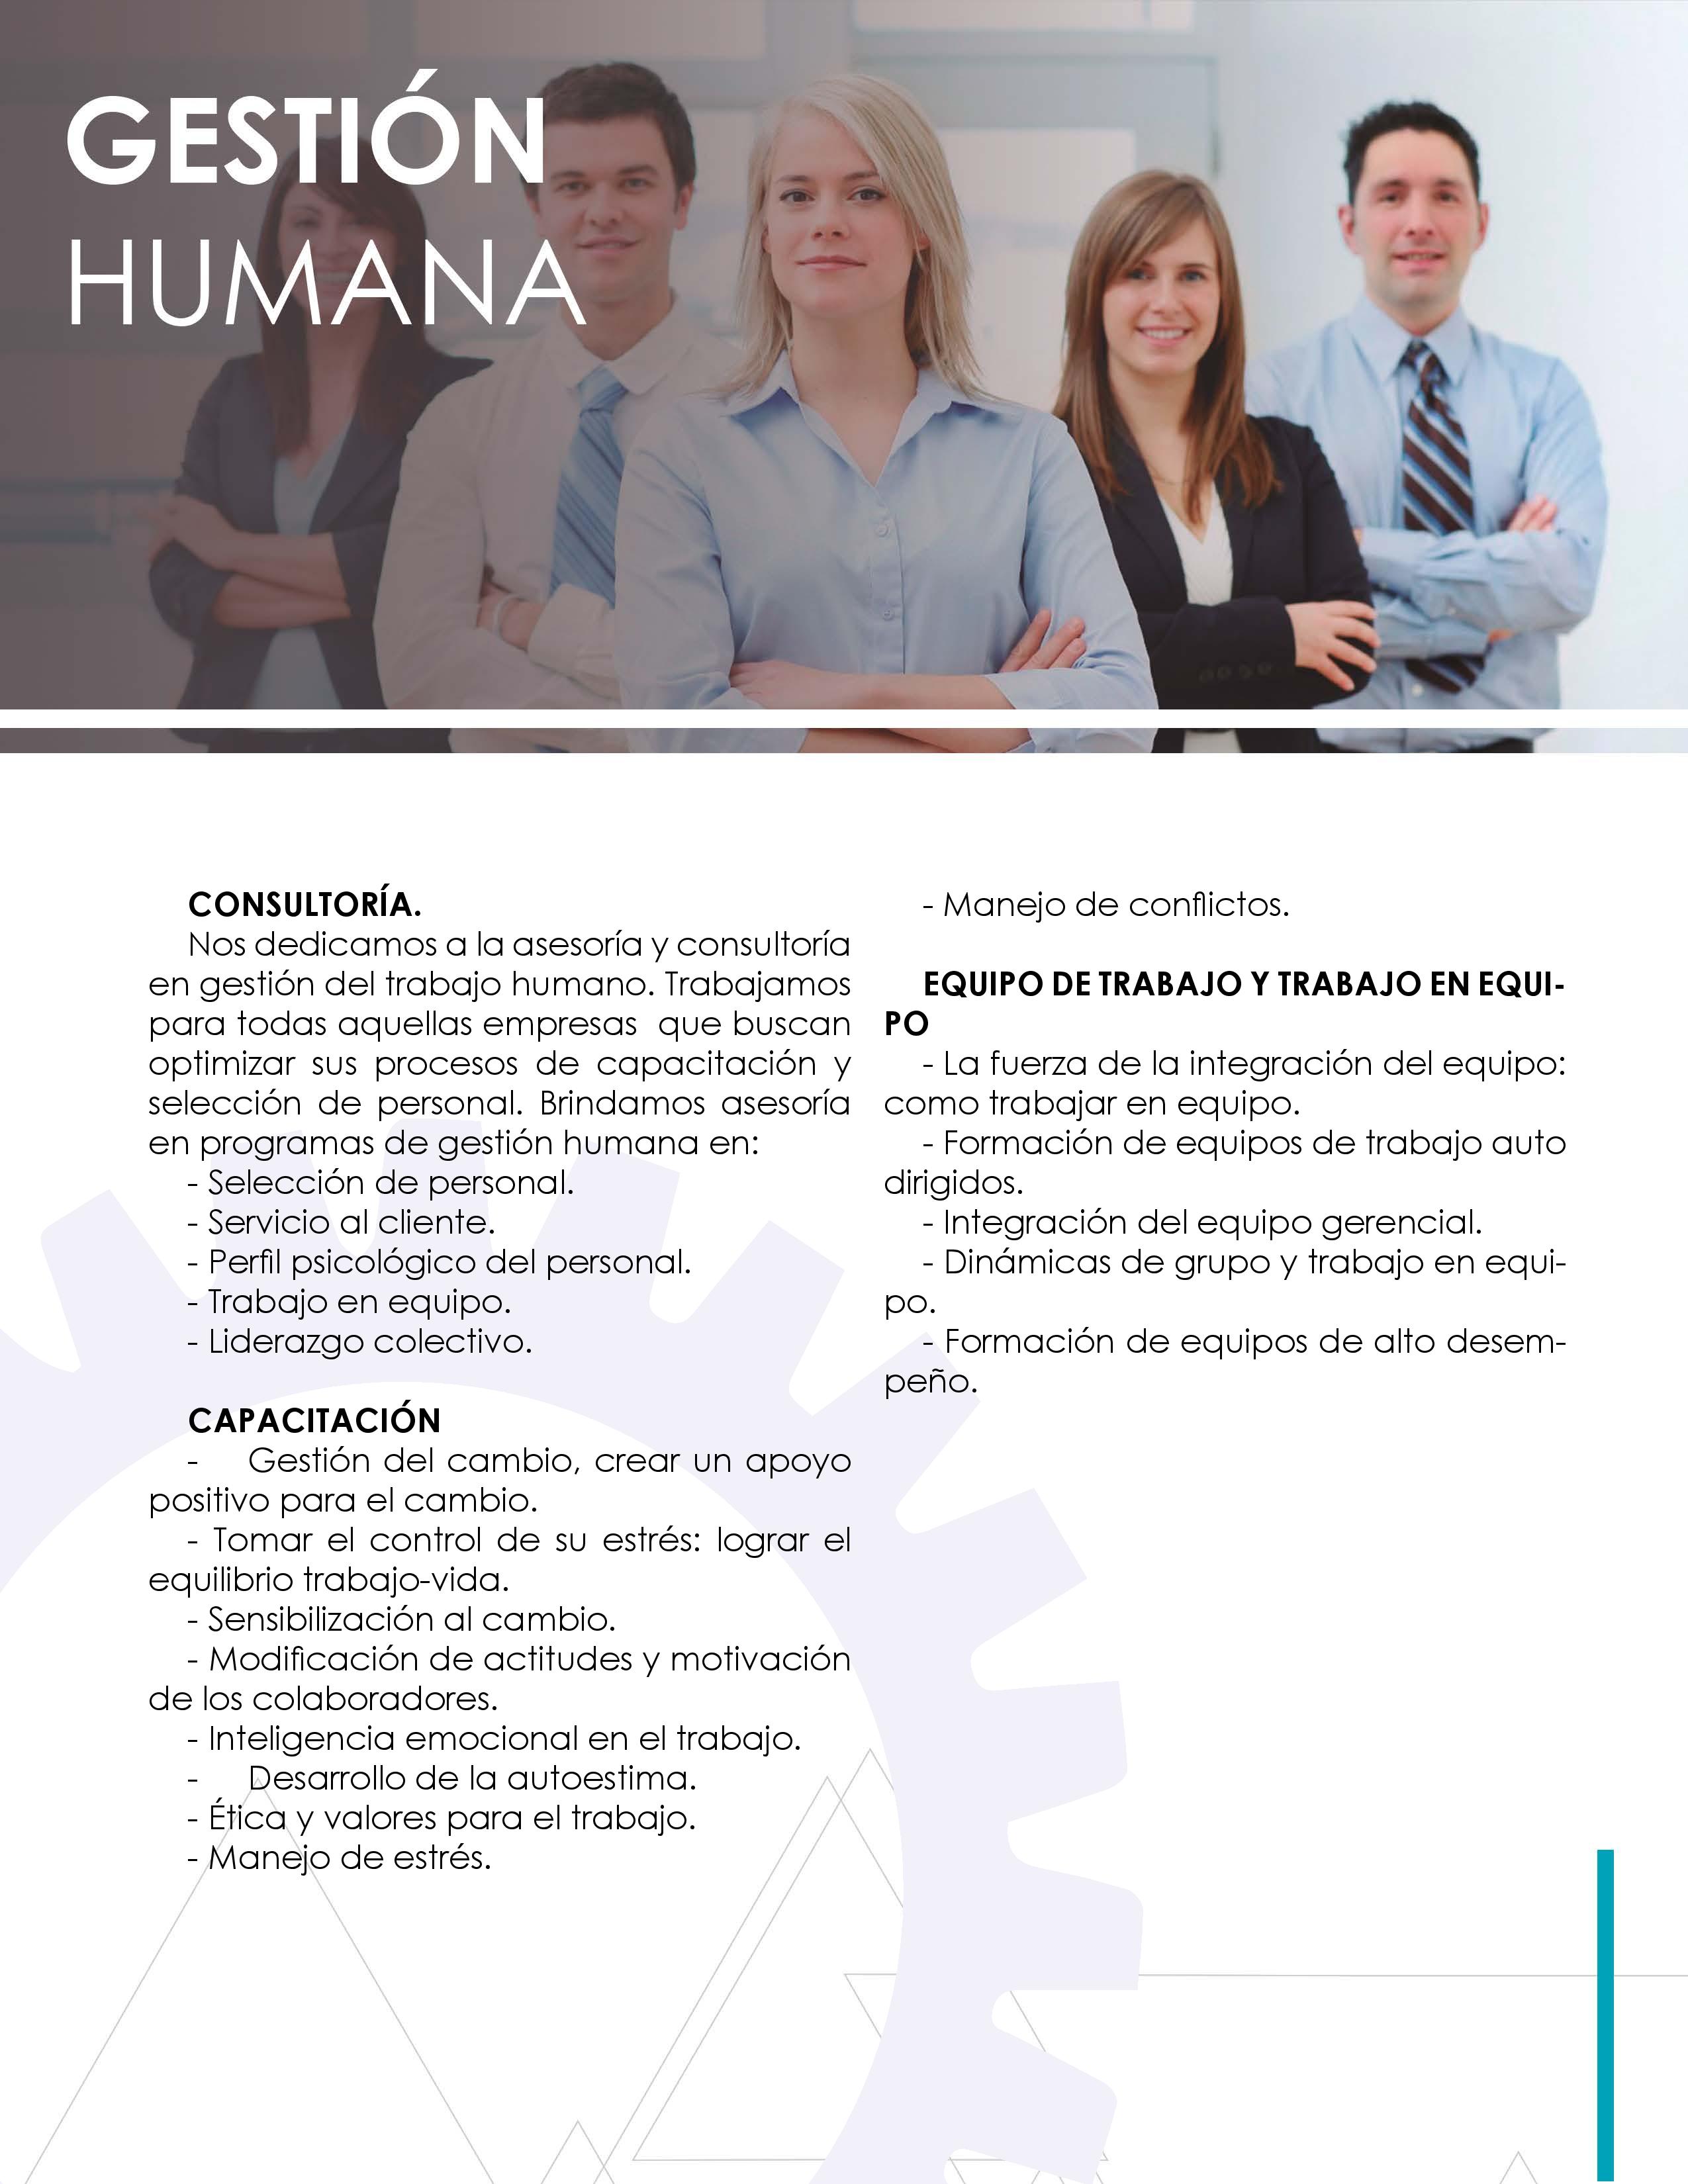 GESTIÓN
HUMANA
CONSULTORÍA.
Nos dedicamos a la asesoría y consultoría
en gestión del trabajo humano. Trabajamos
para todas aquellas empresas  que buscan
optimizar sus procesos de capacitación y
selección de personal. Brindamos asesoría
en programas de gestión humana en:
- Selección de personal.
- Servicio al cliente.
- Perfil psicológico del personal.
- Trabajo en equipo.
- Liderazgo colectivo.
CAPACITACIÓN
- Gestión del cambio, crear un apoyo
positivo para el cambio.
- Tomar el control de su estrés: lograr el
equilibrio trabajo-vida.
- Sensibilización al cambio.
- Modificación de actitudes y motivación
de los colaboradores.
- Inteligencia emocional en el trabajo.
- Desarrollo de la autoestima.
- Ética y valores para el trabajo.
- Manejo de estrés.
- Manejo de conflictos.
EQUIPO DE TRABAJO Y TRABAJO EN EQUI-
PO
- La fuerza de la integración del equipo:
como trabajar en equipo.
- Formación de equipos de trabajo auto
dirigidos.
- Integración del equipo gerencial.
- Dinámicas de grupo y trabajo en equi-
po.
- Formación de equipos de alto desem-
peño.